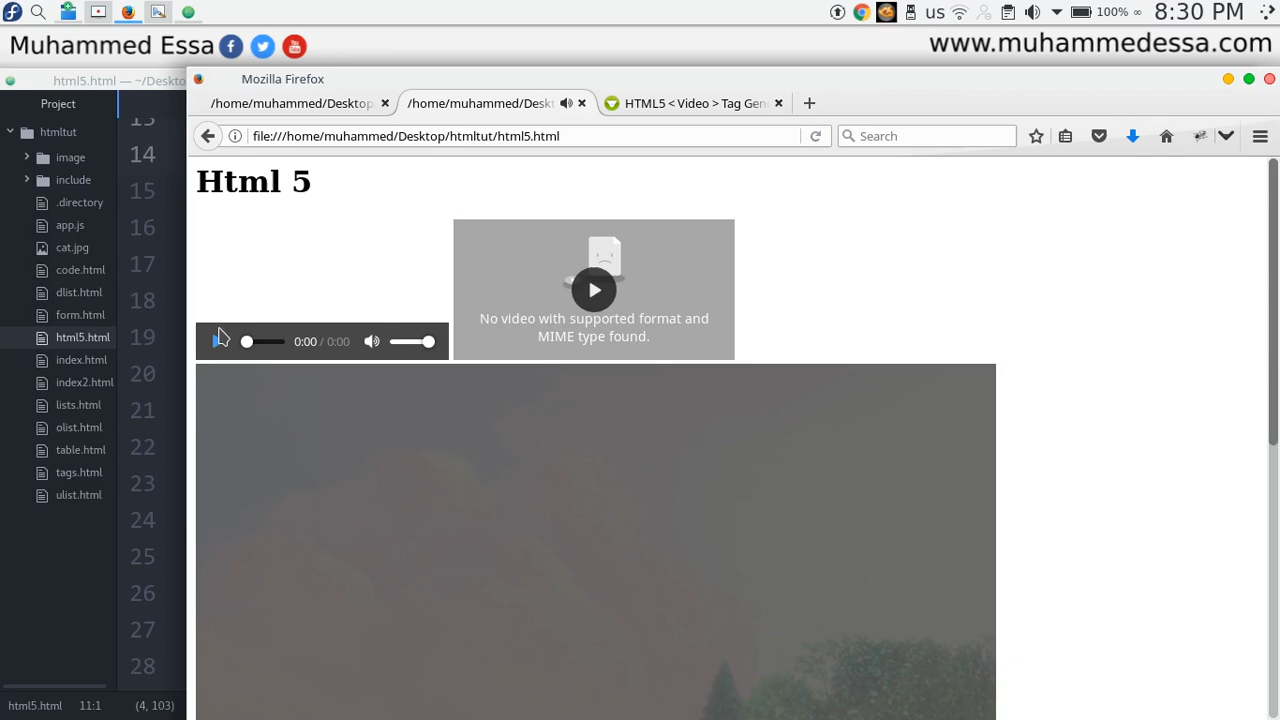 us 100% ∞ 8:30 PM
Muhammed Essa www.muhammedessa.com
html5.html — ~/Deskto
Mozilla Firefox
Project
/home/muhammed/Desktop, /home/muhammed/Deskt HTML5 < Video > Tag Gen
file:///home/muhammed/Desktop/htmltut/html5.html Search
htmltut
image
include
.directory
app.js
cat.jpg
code.html
dlist.html
form.html
html5.html
index.html
index2.html
lists.html
olist.html
table.html
tags.html
ulist.html
14
15
16
17
18
19
20
21
22
23
24
25
26
27
28
Html 5
No video with supported format and
MIME type found.
0:00 / 0:00
html5.html 11:1 (4, 103)